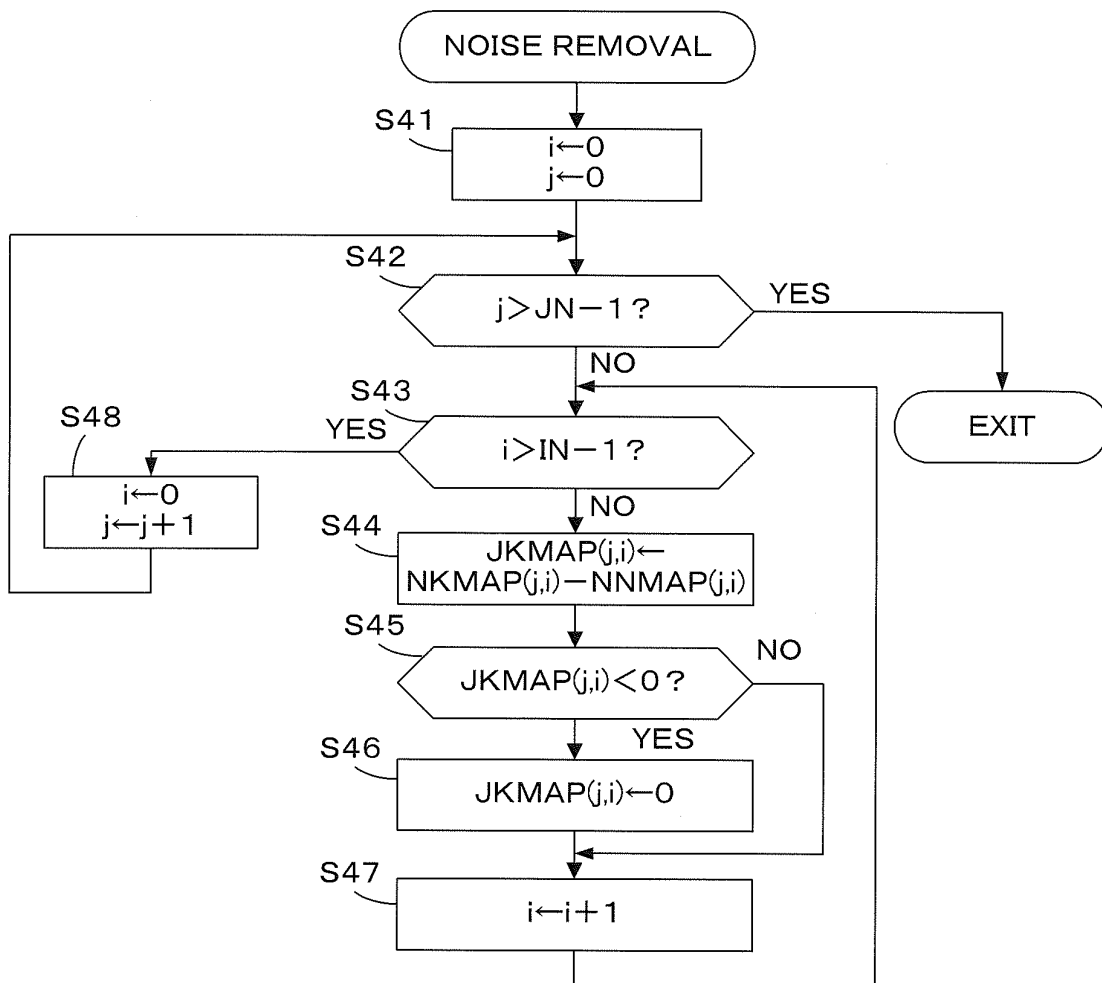 NOISE REMOVAL
S41
i←0
j←0
S42
j>JN−1?
YES
NO
S43
YES
i>IN−1?
EXIT
S48
i←0
j←j+1
NO
S44
JKMAP(j,i)←
NKMAP(j,i)−NNMAP(j,i)
S45
NO
JKMAP(j,i)<0?
YES
S46
JKMAP(j,i)←0
S47
i←i+1